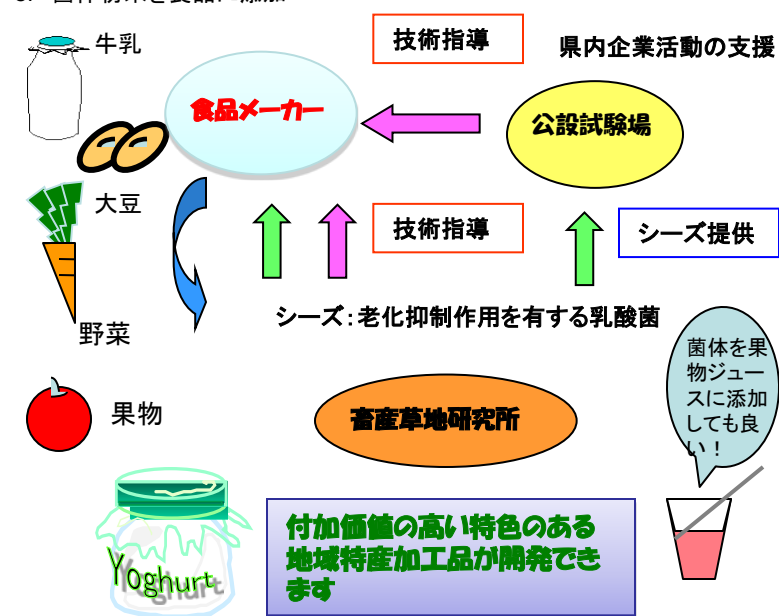 牛乳
技術指導
県内企業活動の支援
食品メーカー
公設試験場
大豆
技術指導
シーズ提供
シーズ：老化抑制作用を有する乳酸菌
野菜
菌体を果
物ジュー
スに添加
しても良
い！
果物
畜産草地研究所
付加価値の高い特色のある
地域特産加工品が開発でき
ます
Yoghurt